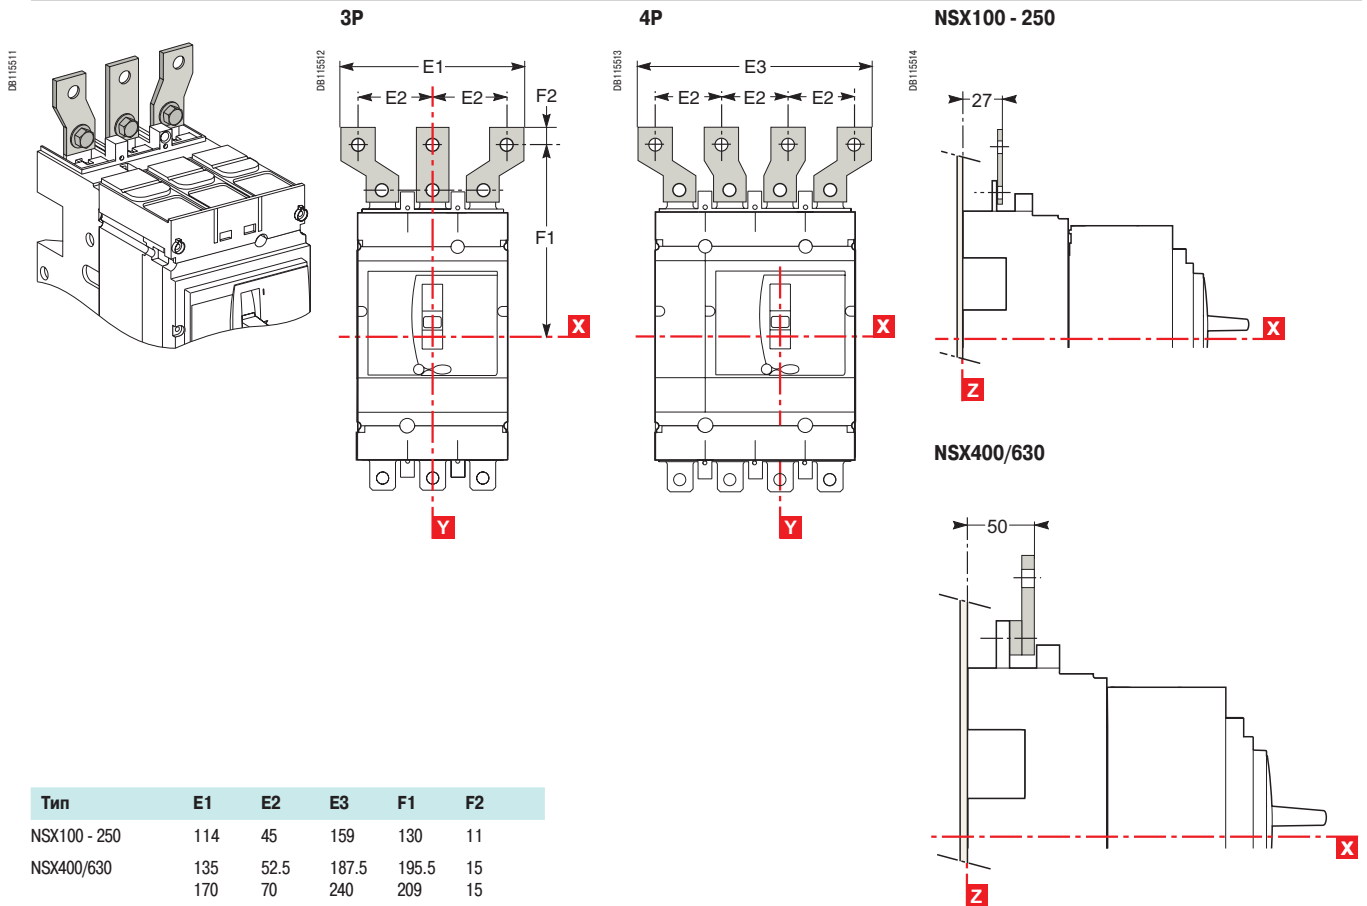 3P
4P
NSX100 - 250
DB115511
DB115512
DB115513
DB115514
E1
E2 E2
F2
F1
X
Y
E3
E2 E2 E2
X
Y
27
X
Z
NSX400/630
50
X
Z
Тип E1 E2 E3 F1 F2
NSX100 - 250 114 45 159 130 11
NSX400/630 135 52.5 187.5 195.5 15
170 70 240 209 15